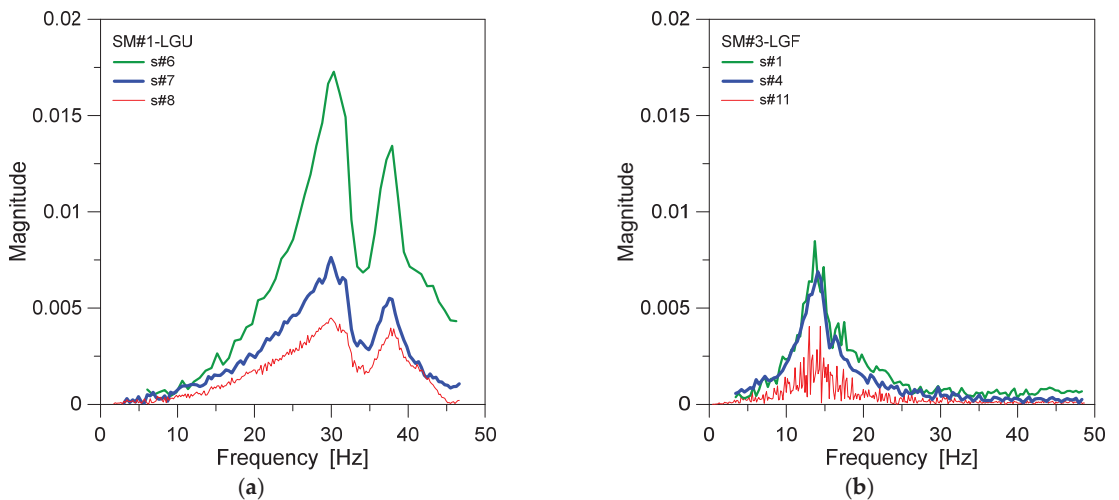 0.02
0.015
0.01
0.005
0
Magnitude
SM#1-LGU
s#6
s#7
s#8
0 10 20 30 40 50
Frequency [Hz]
(a)
0.02
0.015
0.01
0.005
0
Magnitude
SM#3-LGF
s#1
s#4
s#11
0 10 20 30 40 50
Frequency [Hz]
(b)